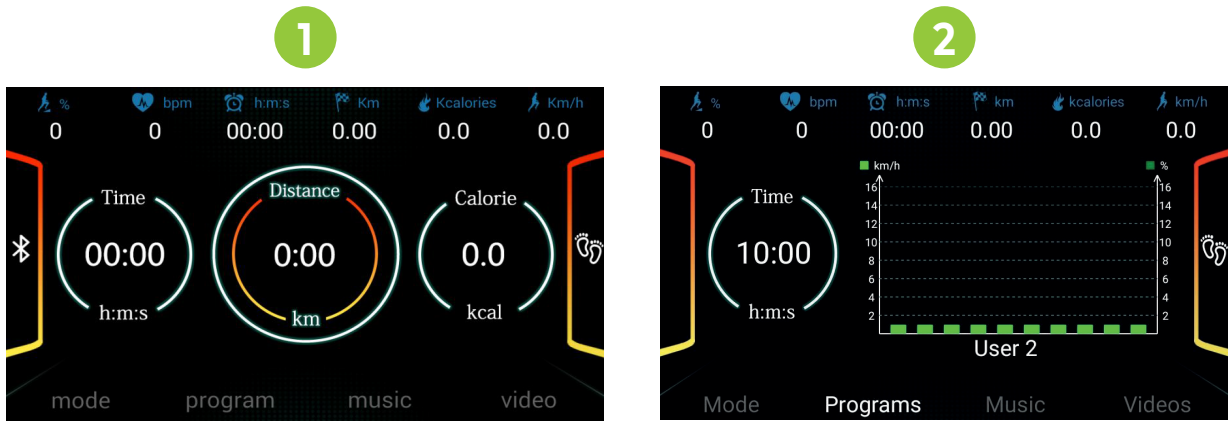 1
% bpm h:m:s Km Kcalories Km/h
0 0 00:00 0.00 0.0 0.0
Time Distance Calorie
00:00 0:00 0.0
h:m:s km kcal
mode program music video
2
% bpm h:m:s km kcalories km/h
0 0 00:00 0.00 0.0 0.0
km/h %
Time
10:00
h:m:s
16 16
14 14
12 12
10 10
8 8
6 6
4 4
2 2
User 2
Mode Programs Music Videos